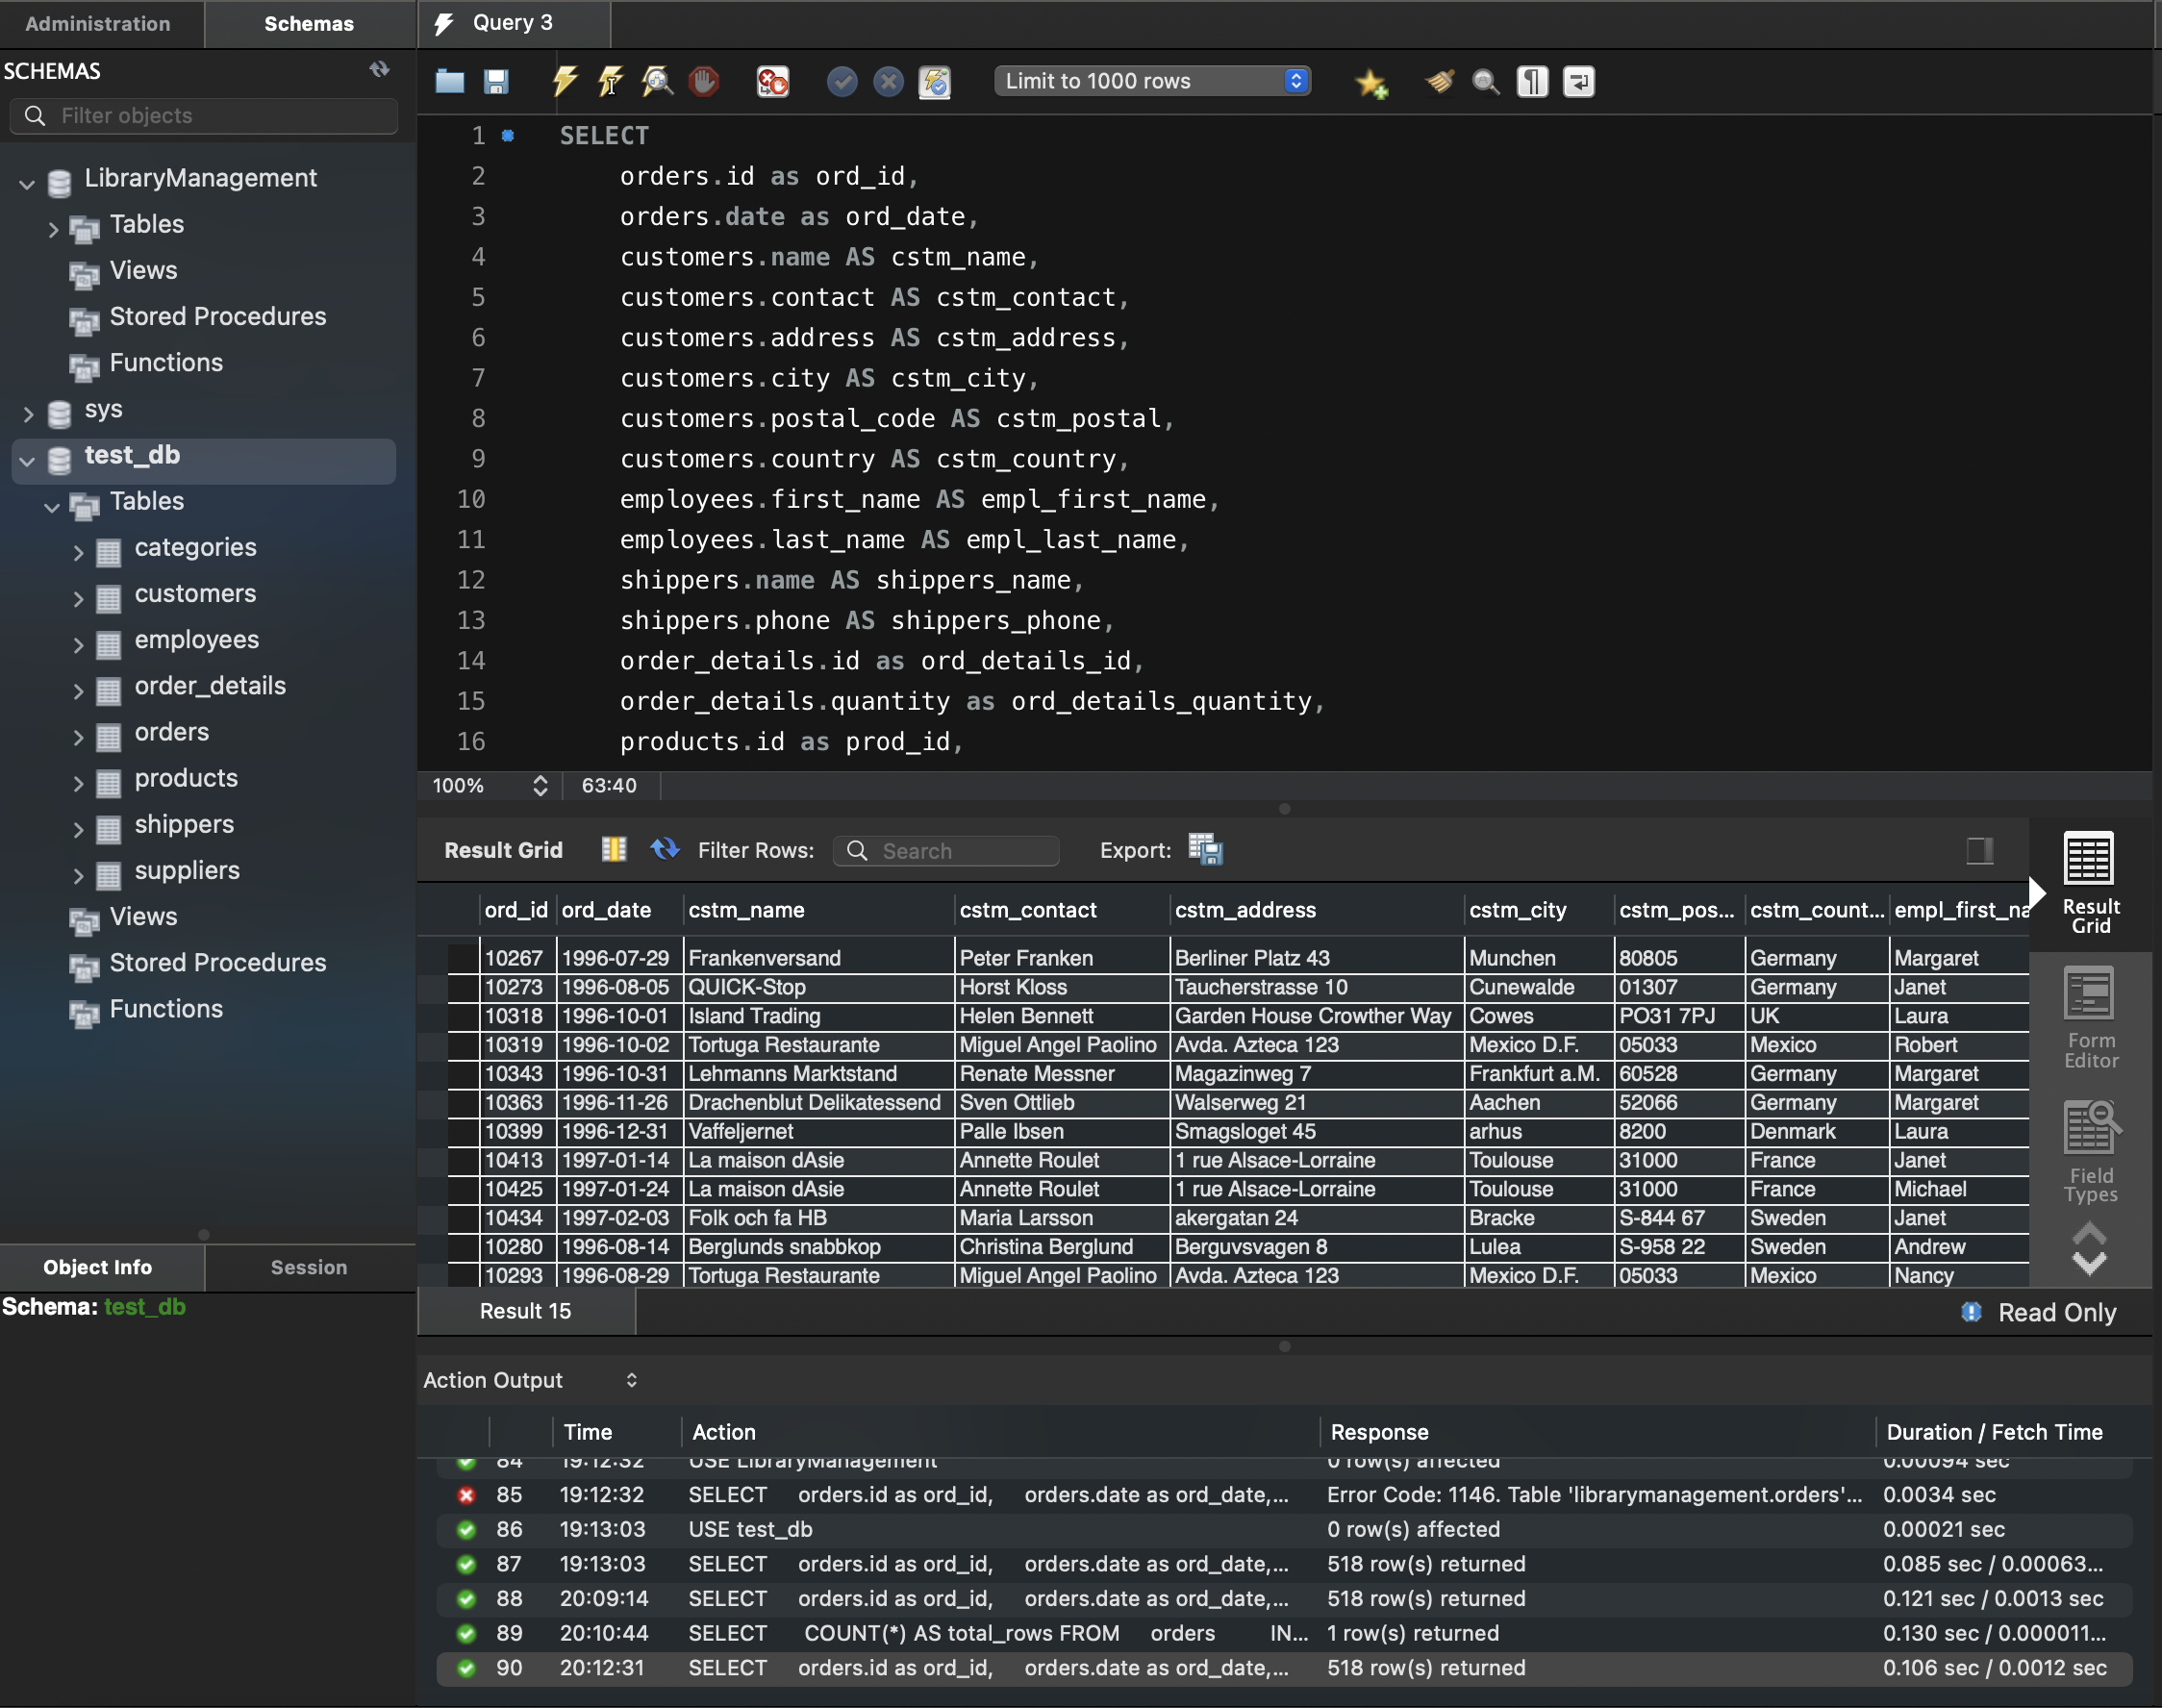 Administration
Schemas
SCHEMAS
Filter objects
LibraryManagement
Tables
Views
Stored Procedures
Functions
sys
test_db
Tables
categories
customers
employees
order_details
orders
products
shippers
suppliers
Views
Stored Procedures
Functions
Object Info
Session
Schema: test_db
Query 3
Limit to 1000 rows
1 SELECT
2 orders.id as ord_id,
3 orders.date as ord_date,
4 customers.name AS cstm_name,
5 customers.contact AS cstm_contact,
6 customers.address AS cstm_address,
7 customers.city AS cstm_city,
8 customers.postal_code AS cstm_postal,
9 customers.country AS cstm_country,
10 employees.first_name AS empl_first_name,
11 employees.last_name AS empl_last_name,
12 shippers.name AS shippers_name,
13 shippers.phone AS shippers_phone,
14 order_details.id as ord_details_id,
15 order_details.quantity as ord_details_quantity,
16 products.id as prod_id,
100% 63:40
Result Grid Filter Rows: Search Export:
ord_id ord_date cstm_name cstm_contact cstm_address cstm_city cstm_pos... cstm_count... empl_first_na
10267 1996-07-29 Frankenversand Peter Franken Berliner Platz 43 Munchen 80805 Germany Margaret
10273 1996-08-05 QUICK-Stop Horst Kloss Taucherstrasse 10 Cunewalde 01307 Germany Janet
10318 1996-10-01 Island Trading Helen Bennett Garden House Crowther Way Cowes PO31 7PJ UK Laura
10319 1996-10-02 Tortuga Restaurante Miguel Angel Paolino Avda. Azteca 123 Mexico D.F. 05033 Mexico Robert
10343 1996-10-31 Lehmanns Marktstand Renate Messner Magazinweg 7 Frankfurt a.M. 60528 Germany Margaret
10363 1996-11-26 Drachenblut Delikatessend Sven Ottlieb Walserweg 21 Aachen 52066 Germany Margaret
10399 1996-12-31 Vaffeljernet Palle Ibsen Smagsloget 45 arhus 8200 Denmark Laura
10413 1997-01-14 La maison dAsie Annette Roulet 1 rue Alsace-Lorraine Toulouse 31000 France Janet
10425 1997-01-24 La maison dAsie Annette Roulet 1 rue Alsace-Lorraine Toulouse 31000 France Michael
10434 1997-02-03 Folk och fa HB Maria Larsson akergatan 24 Bracke S-844 67 Sweden Janet
10280 1996-08-14 Berglunds snabbkop Christina Berglund Berguvsvagen 8 Lulea S-958 22 Sweden Andrew
10293 1996-08-29 Tortuga Restaurante Miguel Angel Paolino Avda. Azteca 123 Mexico D.F. 05033 Mexico Nancy
Result
Grid
Form
Editor
Field
Types
Result 15
Read Only
Action Output
Time Action Response Duration / Fetch Time
84 19:12:32 USE LibraryManagement 0 row(s) affected 0.00094 sec
85 19:12:32 SELECT orders.id as ord_id, orders.date as ord_date,... Error Code: 1146. Table 'librarymanagement.orders'... 0.0034 sec
86 19:13:03 USE test_db 0 row(s) affected 0.00021 sec
87 19:13:03 SELECT orders.id as ord_id, orders.date as ord_date,... 518 row(s) returned 0.085 sec / 0.00063...
88 20:09:14 SELECT orders.id as ord_id, orders.date as ord_date,... 518 row(s) returned 0.121 sec / 0.0013 sec
89 20:10:44 SELECT COUNT(*) AS total_rows FROM orders IN... 1 row(s) returned 0.130 sec / 0.000011...
90 20:12:31 SELECT orders.id as ord_id, orders.date as ord_date,... 518 row(s) returned 0.106 sec / 0.0012 sec